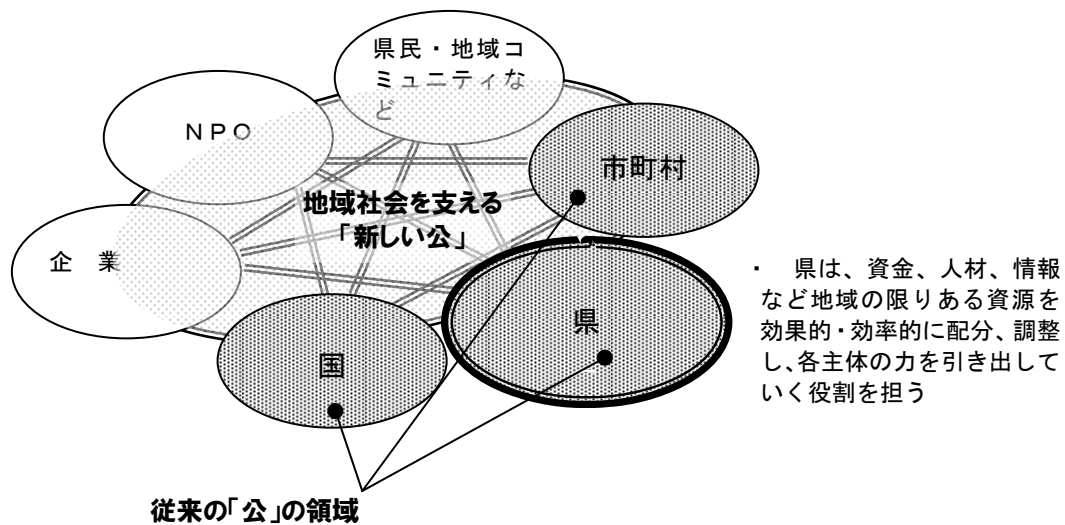 県民・地域コ
ミュニティな
ど
NPO
市町村
地域社会を支える
「新しい公」
企 業
県
国
・ 県は、資金、人材、情報
など地域の限りある資源を
効果的・効率的に配分、調整
し、各主体の力を引き出して
いく役割を担う
従来の「公」の領域